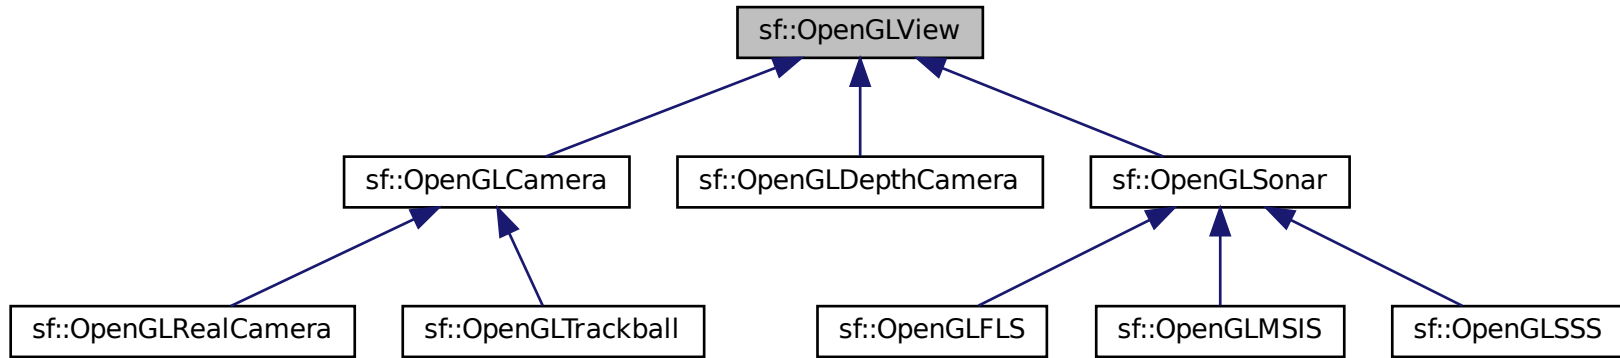 sf::OpenGLView
sf::OpenGLCamera
sf::OpenGLDepthCamera
sf::OpenGLSonar
sf::OpenGLRealCamera
sf::OpenGLTrackball
sf::OpenGLFLS
sf::OpenGLMSIS
sf::OpenGLSSS